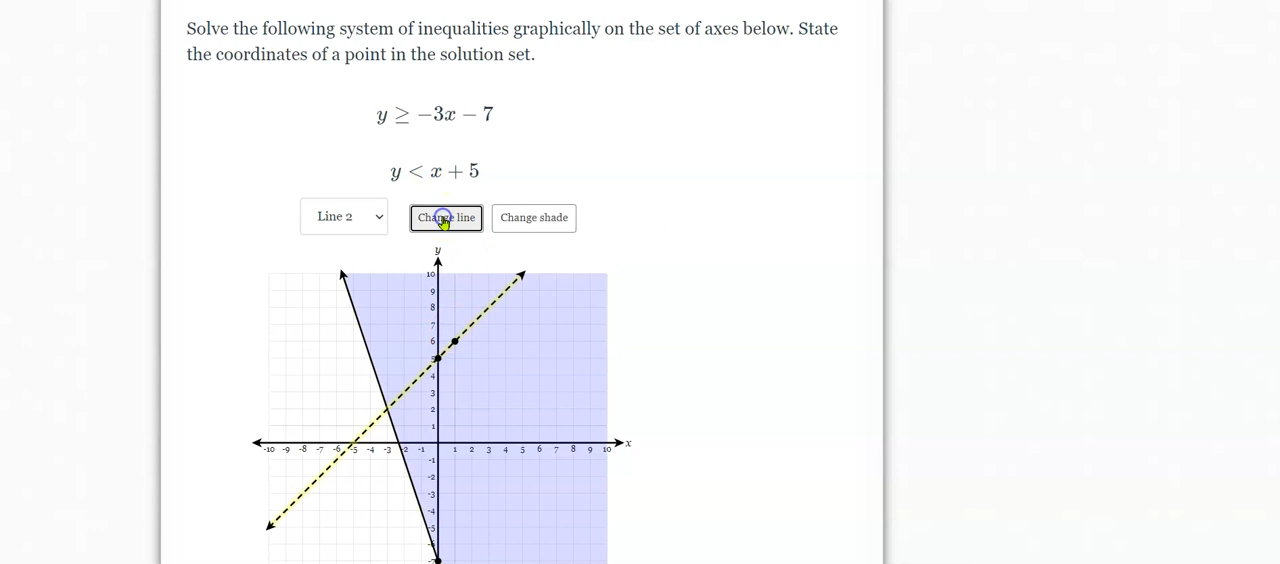 Solve the following system of inequalities graphically on the set of axes below. State
the coordinates of a point in the solution set.
y ≥ −3x − 7
y < x + 5
Line 2
Change line
Change shade
y
10
9
8
7
6
5
4
3
2
1
-10 -9 -8 -7 -6 -5 -4 -3 -2 -1 1 2 3 4 5 6 7 8 9 10 x
-1
-2
-3
-4
-5
-6
-7